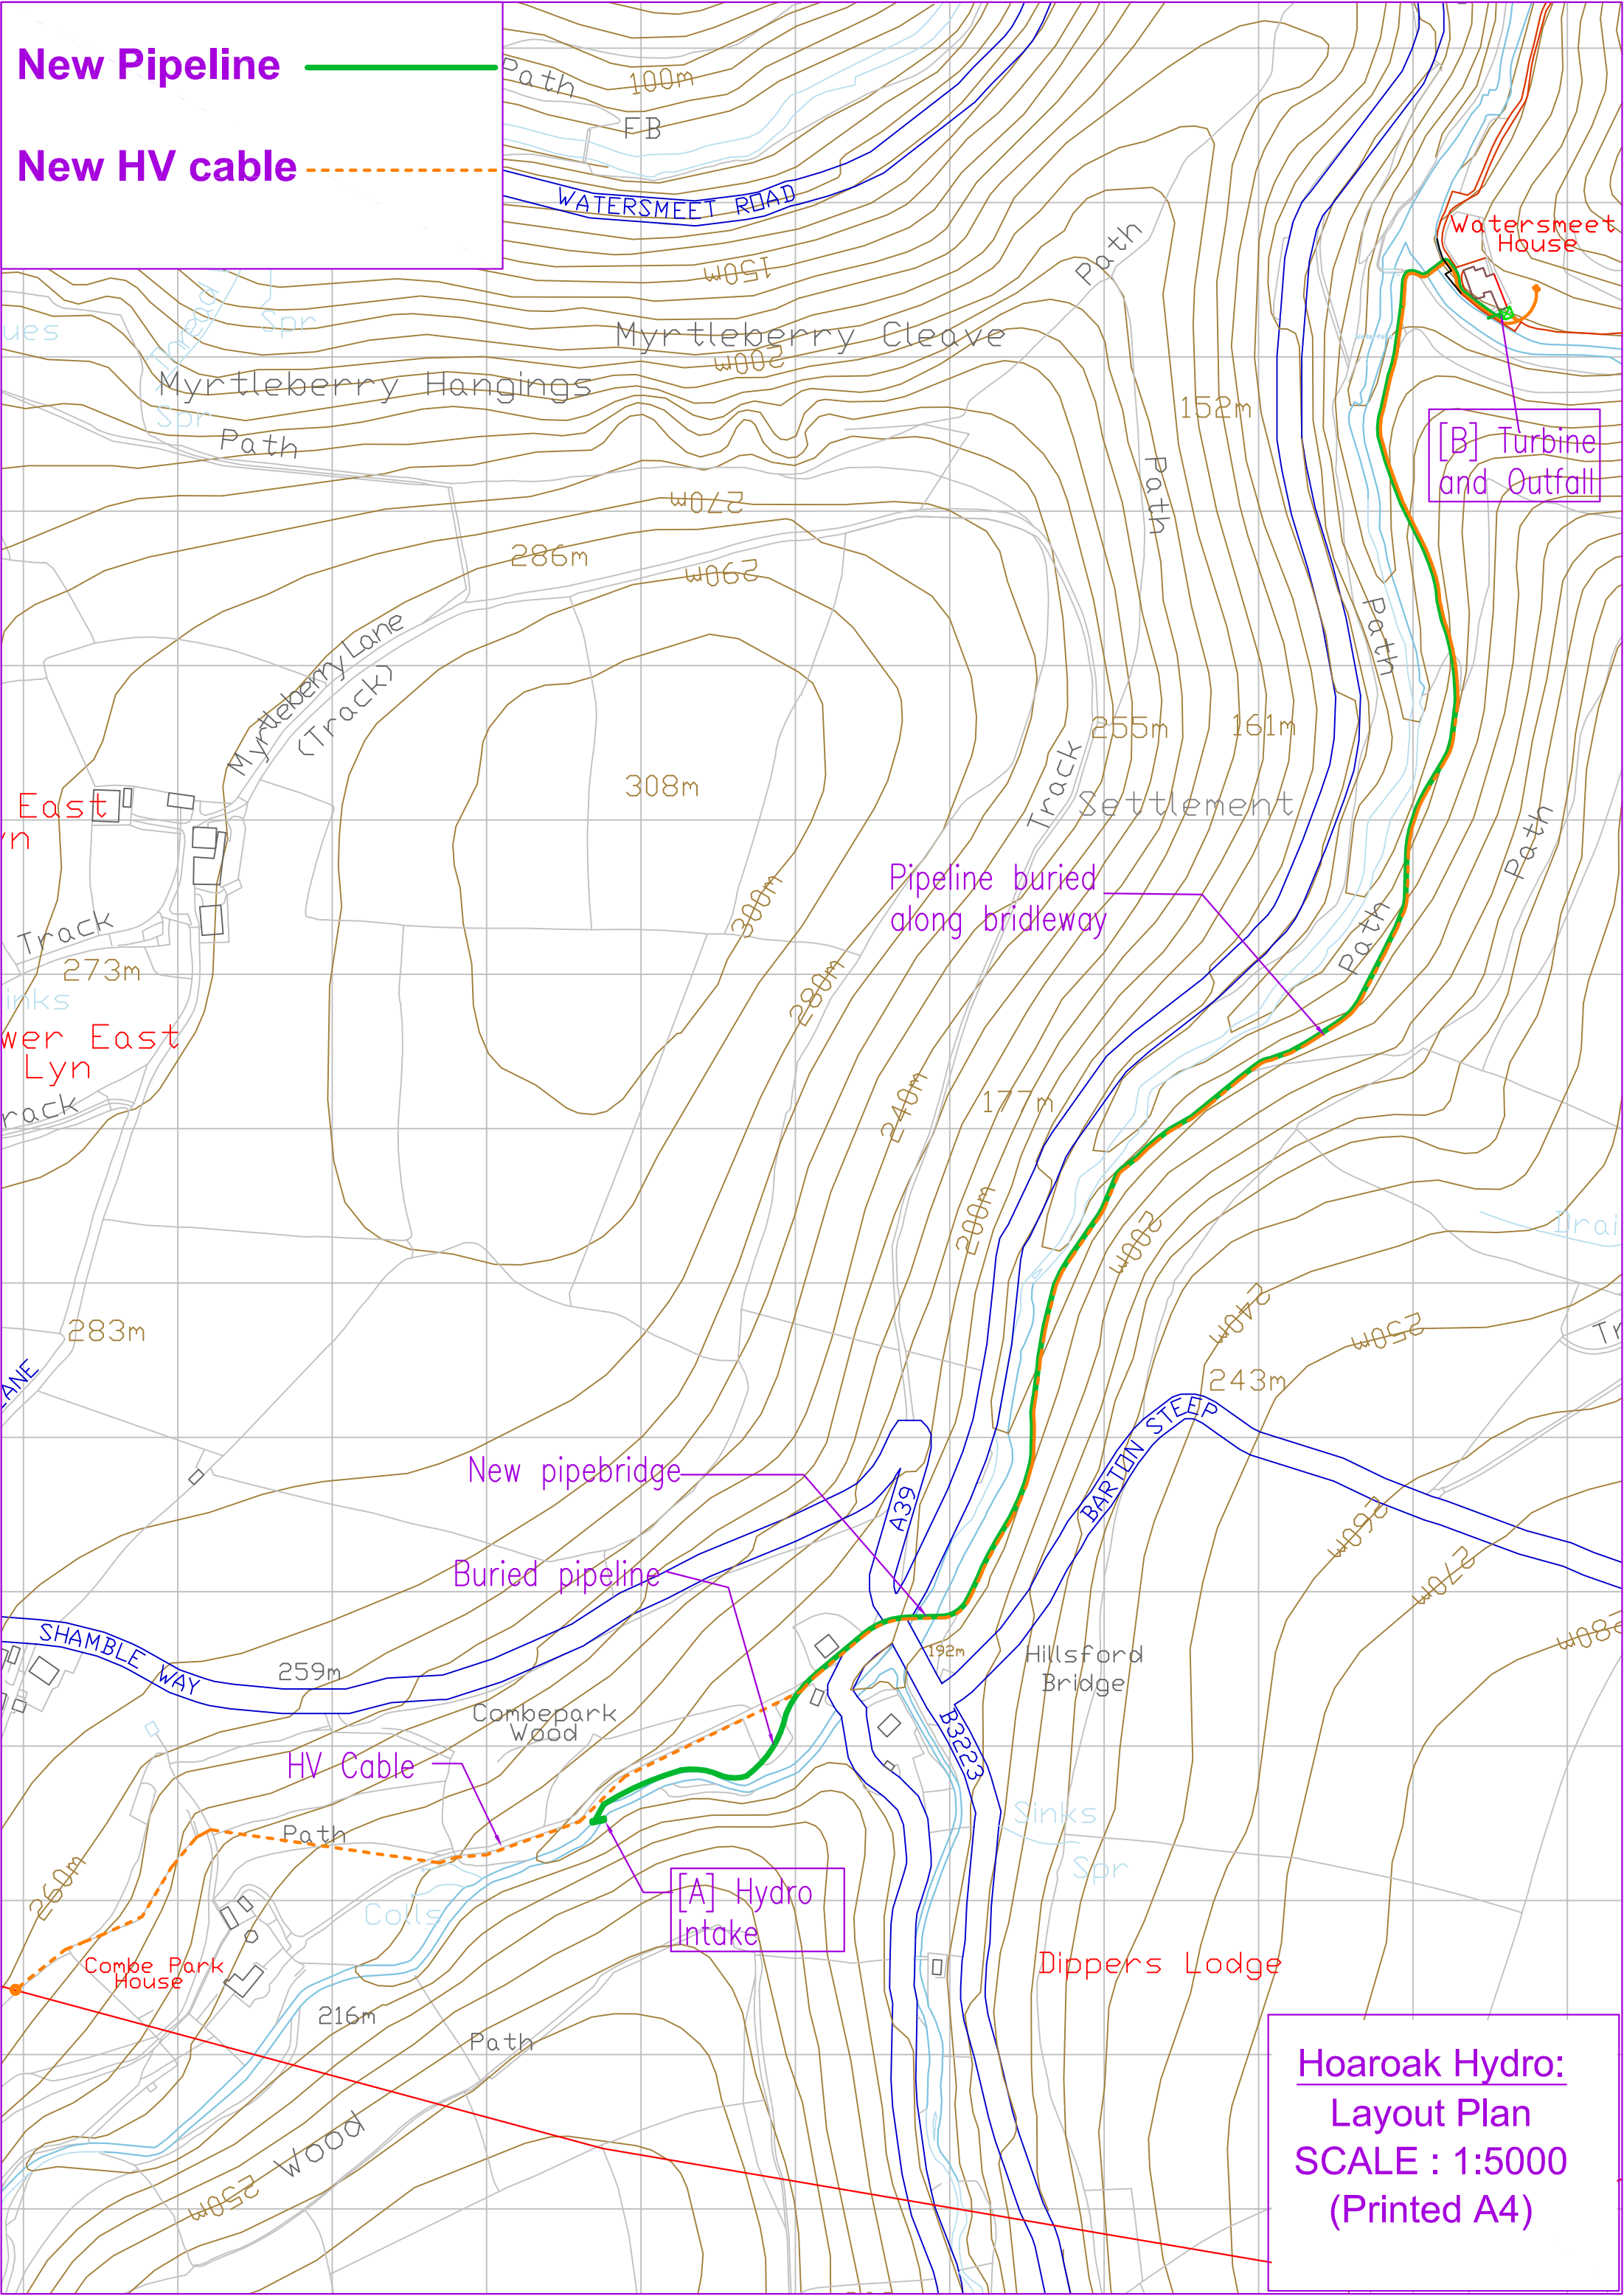 New Pipeline
New HV cable
Path
100m
FB
WATERSMEET ROAD
150m
Path
Watersmeet
House
Spr
Myrtleberry Cleave
200m
Myrtleberry Hangings
Spr
Path
152m
[B] Turbine
and Outfall
270m
Path
286m
290m
Path
Myrtleberry Lane
(Track)
255m
161m
308m
Track
Settlement
East
Path
Pipeline buried
along bridleway
300m
Track
Path
273m
280m
East
Lyn
240m
177m
200m
200m
240m
250m
283m
243m
BARTON STEEP
New pipebridge
A39
260m
Buried pipeline
270m
SHAMBLE WAY
259m
192m
Hillsford
Bridge
Combepark
Wood
B3223
HV Cable
Sinks
Path
Spr
260m
[A] Hydro
Intake
Colls
Combe Park
House
Dippers Lodge
216m
Path
Wood
250m
Hoaroak Hydro:
Layout Plan
SCALE : 1:5000
(Printed A4)